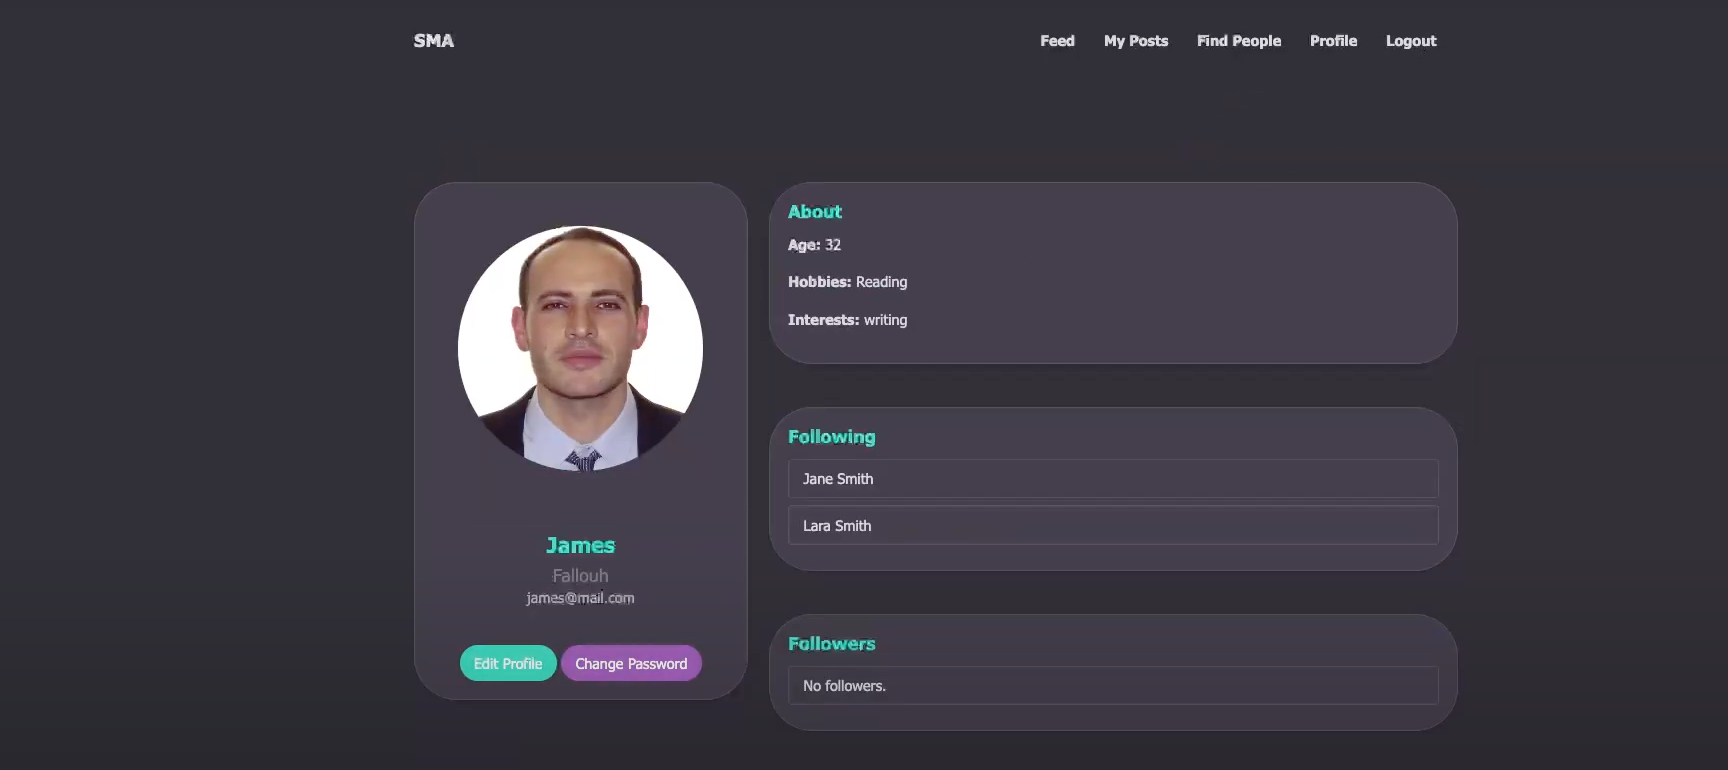 SMA
Feed My Posts Find People Profile Logout
James
Fallouh
james@mail.com
Edit Profile Change Password
About
Age: 32
Hobbies: Reading
Interests: writing
Following
Jane Smith
Lara Smith
Followers
No followers.